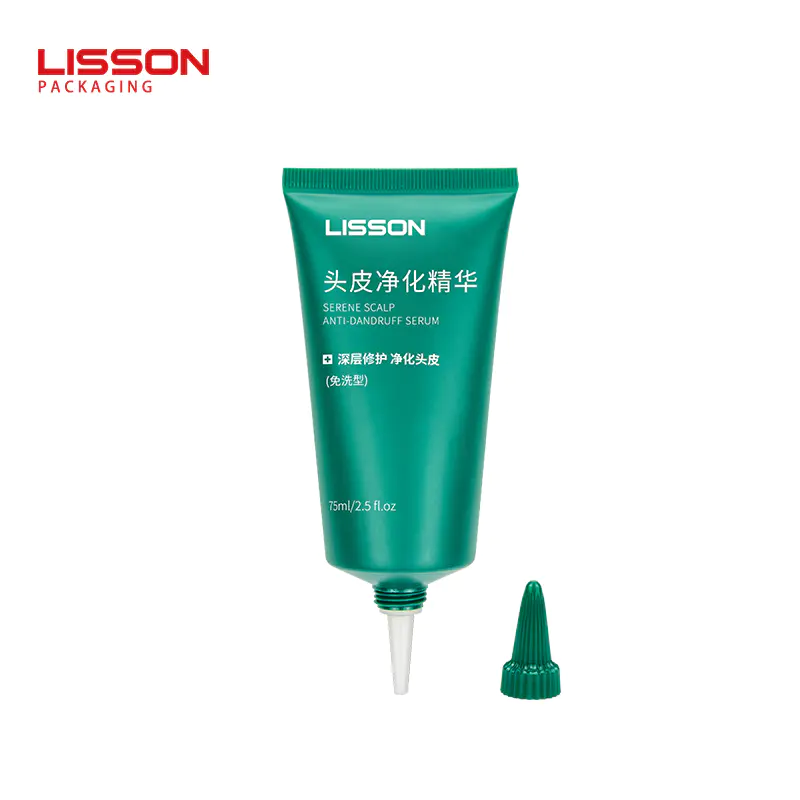 LISSON
PACKAGING
LISSON
头皮净化精华
SERENE SCALP
ANTI-DANDRUFF SERUM
深层修护 净化头皮
(免洗型)
75ml/2.5 fl.oz